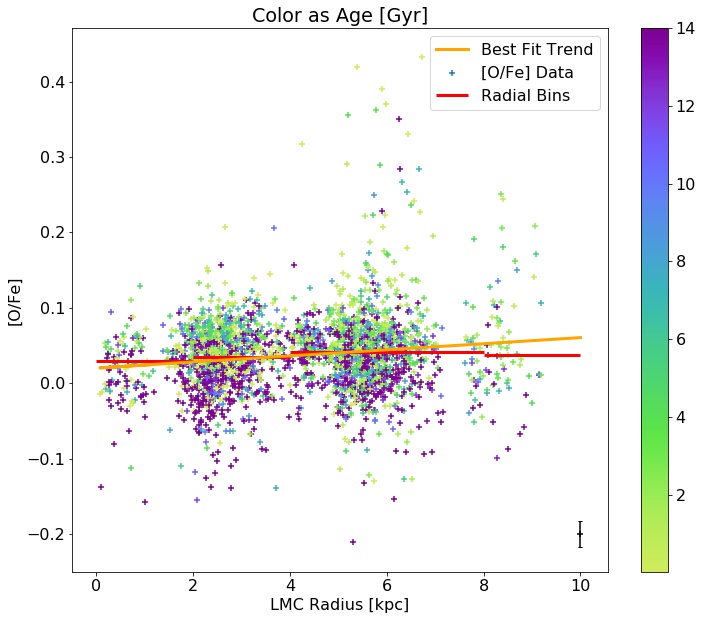 Color as Age [Gyr]
Best Fit Trend
[O/Fe] Data
Radial Bins
[O/Fe]
0.4
0.3
0.2
0.1
0.0
−0.1
−0.2
0 2 4 6 8 10
LMC Radius [kpc]
14
12
10
8
6
4
2